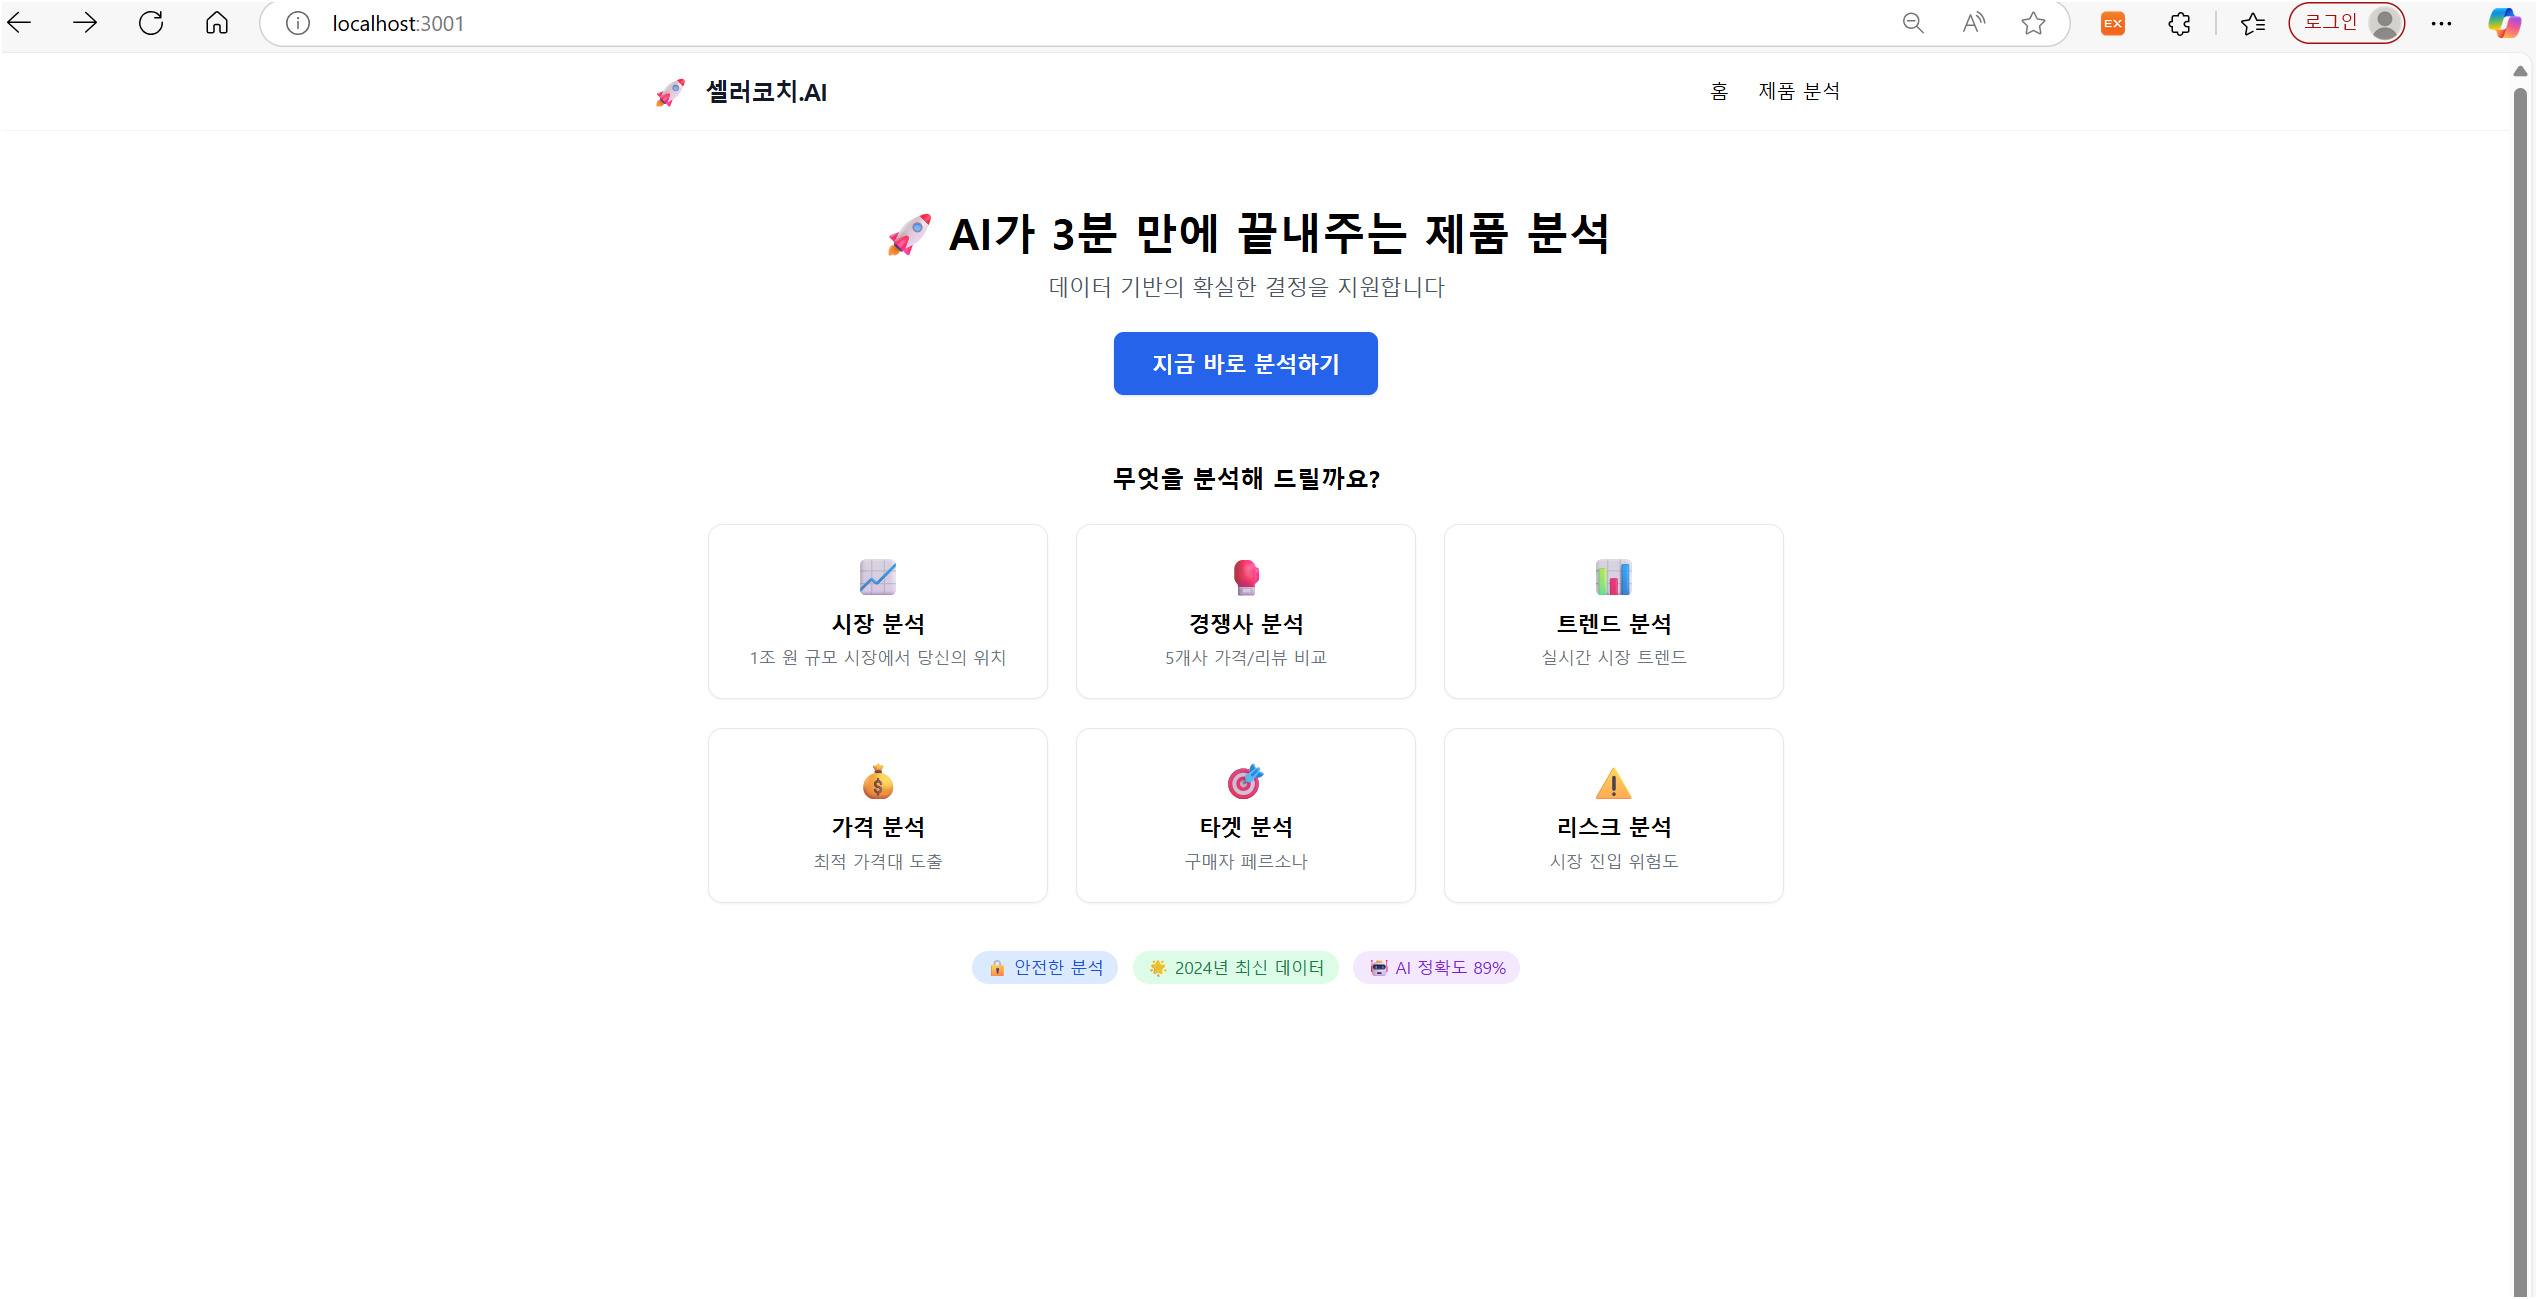 localhost:3001
EX
로그인
셀러코치.AI
홈 제품 분석
AI가 3분 만에 끝내주는 제품 분석
데이터 기반의 확실한 결정을 지원합니다
지금 바로 분석하기
무엇을 분석해 드릴까요?
시장 분석
1조 원 규모 시장에서 당신의 위치
경쟁사 분석
5개사 가격/리뷰 비교
트렌드 분석
실시간 시장 트렌드
가격 분석
최적 가격대 도출
타겟 분석
구매자 페르소나
리스크 분석
시장 진입 위험도
안전한 분석
2024년 최신 데이터
AI 정확도 89%